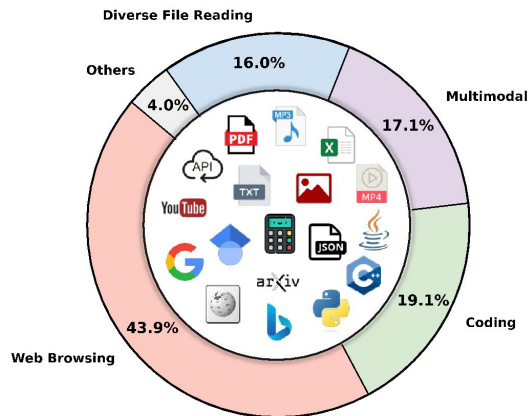 Diverse File Reading
Others
16.0%
Multimodal
4.0%
17.1%
MP3
PDF
X
API
TXT
MP4
YouTube
JSON
G
C++
arXiv
W
19.1%
43.9%
Coding
Web Browsing